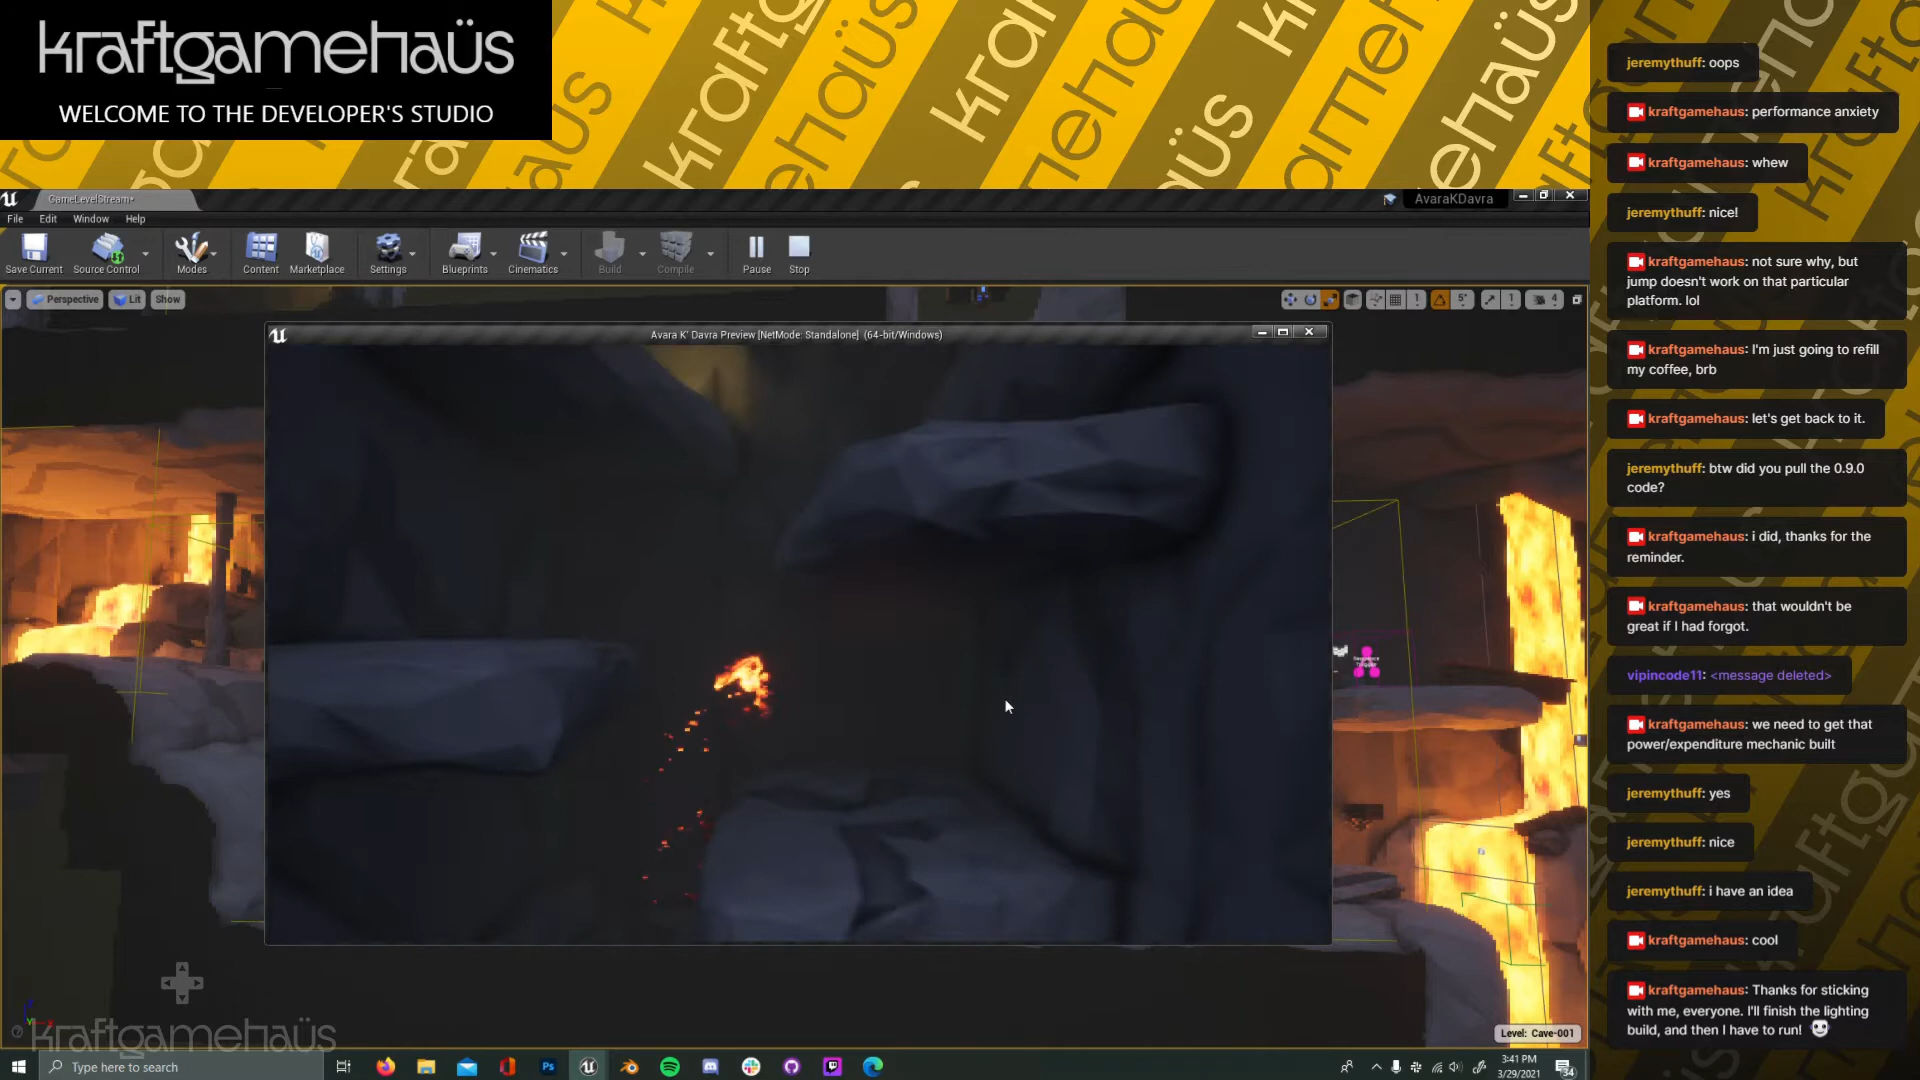 kraftgamehaüs
WELCOME TO THE DEVELOPER'S STUDIO
GameLevelStream*
AvaraKDavra
File Edit Window Help
Save Current
Source Control
Modes
Content
Marketplace
Settings
Blueprints
Cinematics
Build
Compile
Pause
Stop
Perspective
Lit
Show
1
5°
1
4
Avara K' Davra Preview [NetMode: Standalone] (64-bit/Windows)
kraftgamehaüs
Level: Cave-001
Type here to search
3:41 PM
3/29/2021
34
jeremythuff: oops
kraftgamehaus: performance anxiety
kraftgamehaus: whew
jeremythuff: nice!
kraftgamehaus: not sure why, but
jump doesn't work on that particular
platform. lol
kraftgamehaus: I'm just going to refill
my coffee, brb
kraftgamehaus: let's get back to it.
jeremythuff: btw did you pull the 0.9.0
code?
kraftgamehaus: i did, thanks for the
reminder.
kraftgamehaus: that wouldn't be
great if I had forgot.
vipincode11: <message deleted>
kraftgamehaus: we need to get that
power/expenditure mechanic built
jeremythuff: yes
jeremythuff: nice
jeremythuff: i have an idea
kraftgamehaus: cool
kraftgamehaus: Thanks for sticking
with me, everyone. I'll finish the lighting
build, and then I have to run!